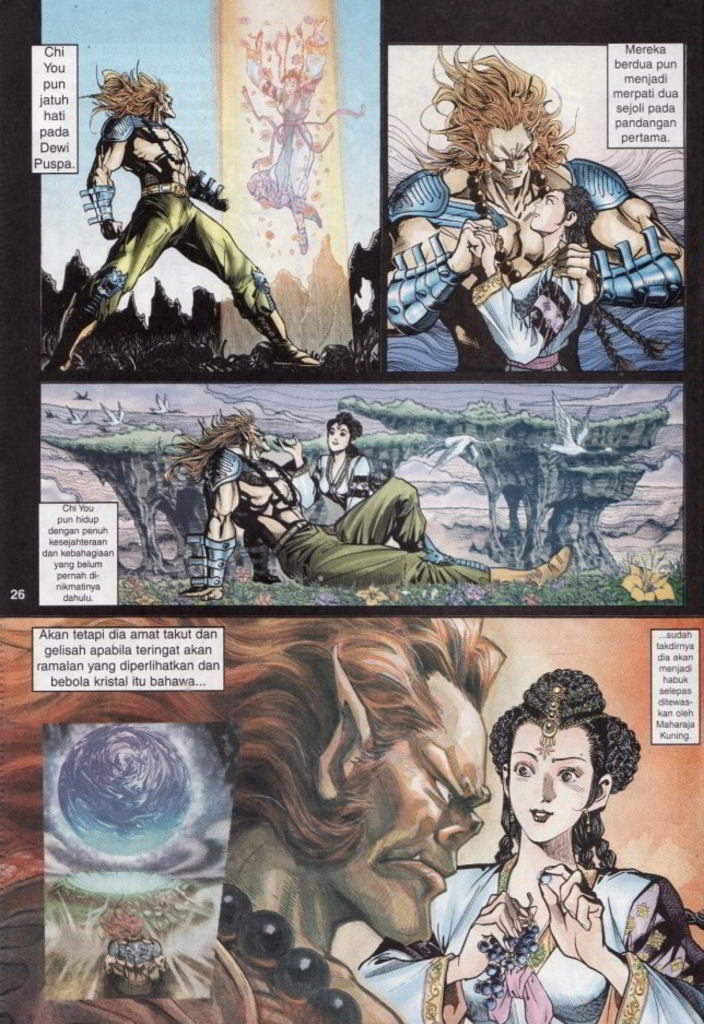 Chi
You
pun
jatuh
hati
pada
Dewi
Puspa.
Mereka
berdua pun
menjadi
merpati dua
sejoli pada
pandangan
pertama.
Chi You
pun hidup
dengan penuh
kesejahteraan
dan kebahagiaan
yang belum
pernah di-
nikmatinya
dahulu.
26
Akan tetapi dia amat takut dan
gelisah apabila teringat akan
ramalan yang diperlihatkan dan
bebola kristal itu bahawa...
...sudah
takdirnya
dia akan
menjadi
habuk
selepas
ditewas-
kan oleh
Maharaja
Kuning.